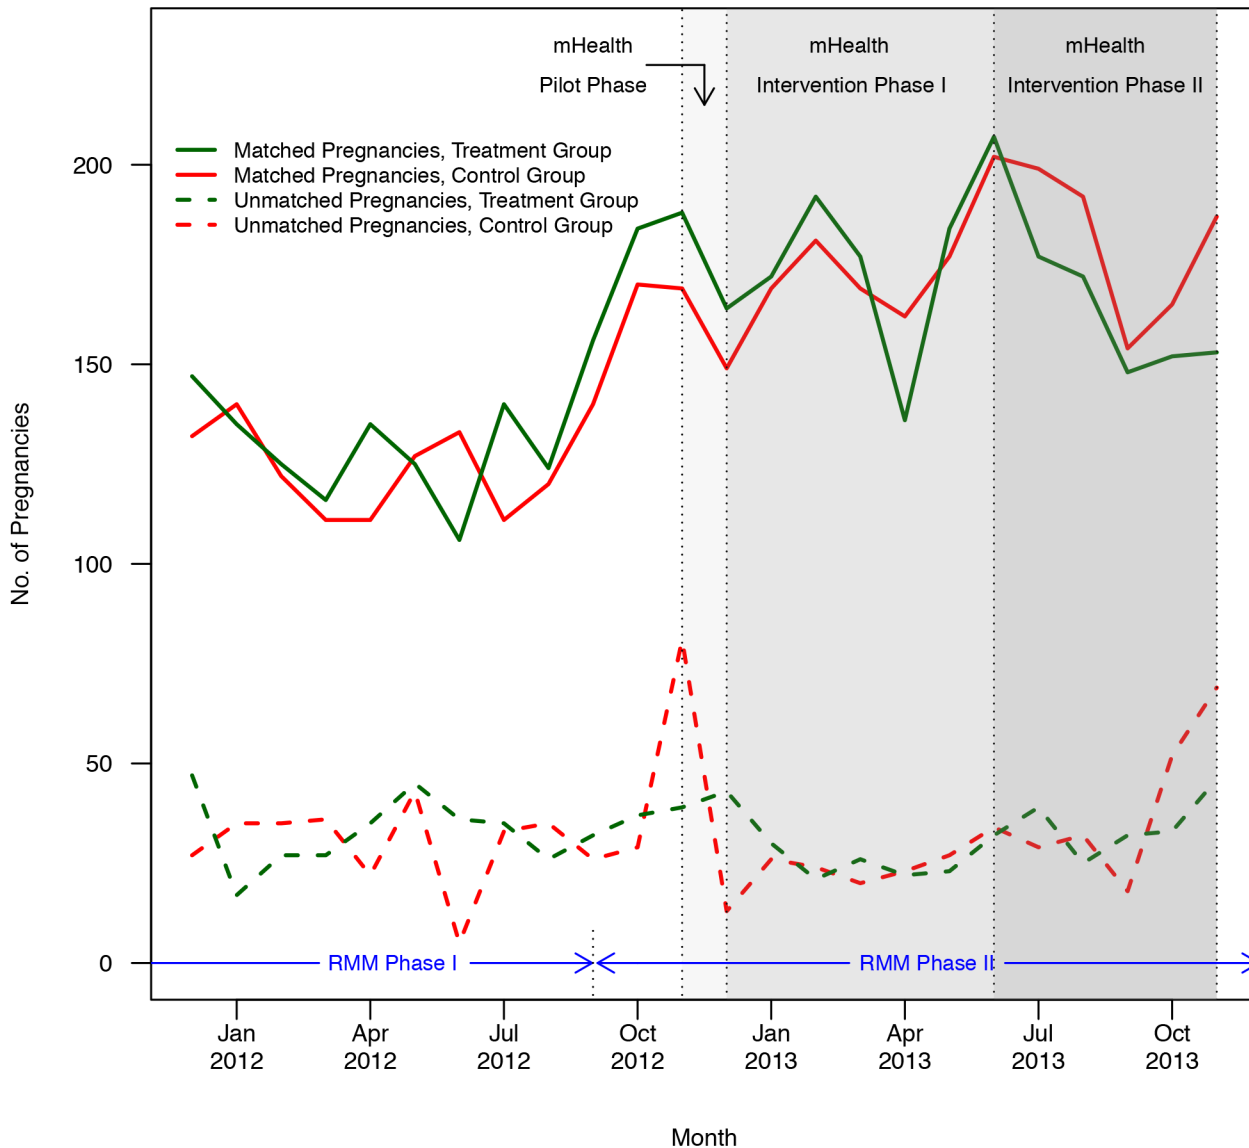 mHealth
Pilot Phase
mHealth
Intervention Phase I
mHealth
Intervention Phase II
Matched Pregnancies, Treatment Group
Matched Pregnancies, Control Group
Unmatched Pregnancies, Treatment Group
Unmatched Pregnancies, Control Group
No. of Pregnancies
200
150
100
50
0
RMM Phase I
RMM Phase II
Jan
2012
Apr
2012
Jul
2012
Oct
2012
Jan
2013
Apr
2013
Jul
2013
Oct
2013
Month